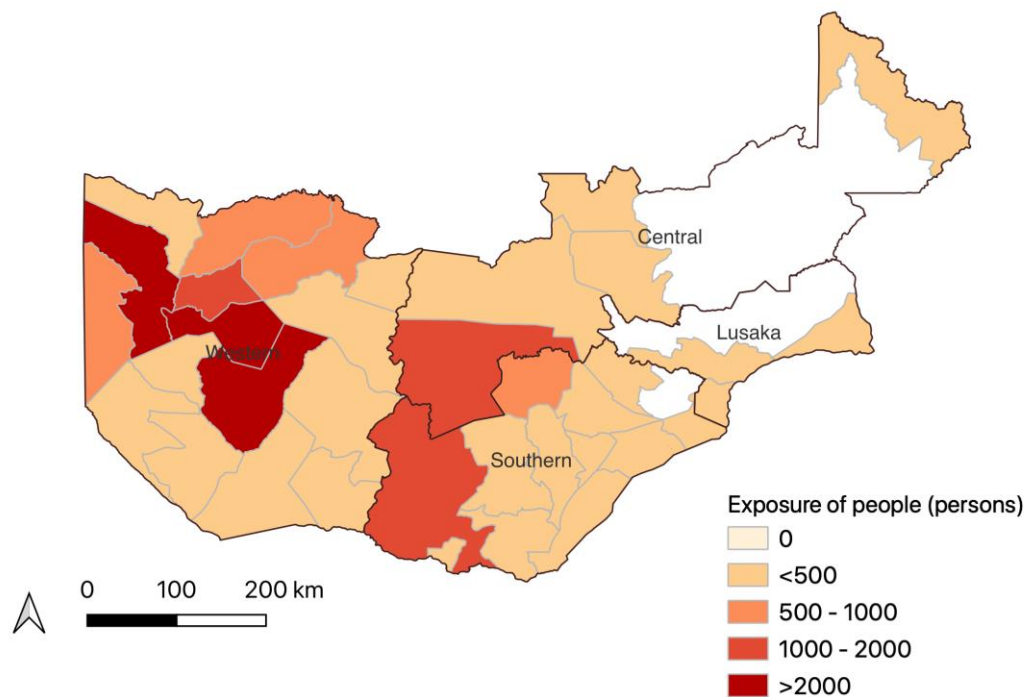 Central
Lusaka
Western
Southern
Exposure of people (persons)
0
<500
500 - 1000
1000 - 2000
>2000
0 100 200 km